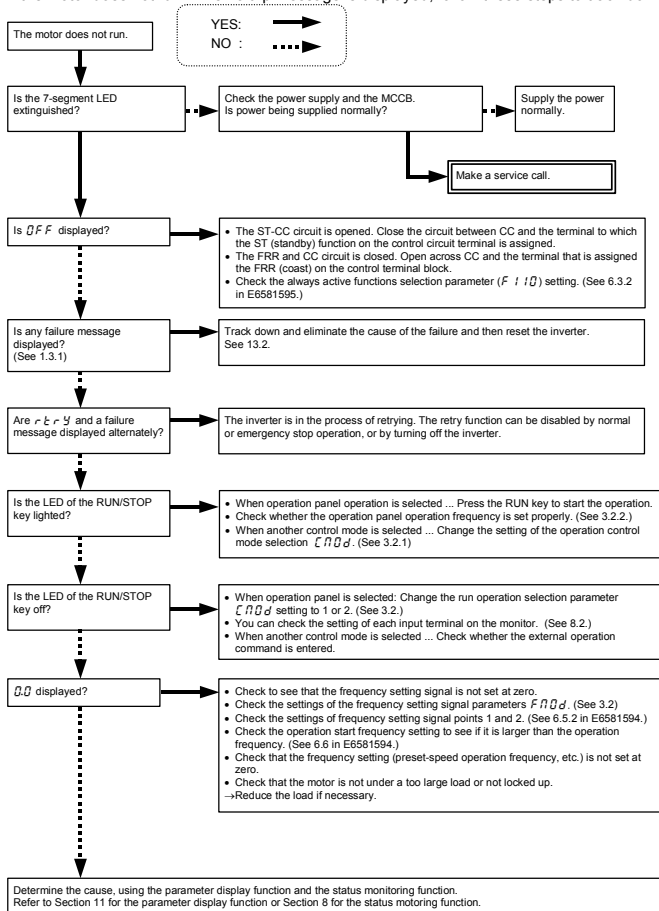 The motor does not run.
YES:
NO :
Is the 7-segment LED
extinguished?
Check the power supply and the MCCB.
Is power being supplied normally?
Supply the power
normally.
Make a service call.
Is OFF displayed?
• The ST-CC circuit is opened. Close the circuit between CC and the terminal to which
the ST (standby) function on the control circuit terminal is assigned.
• The FRR and CC circuit is closed. Open across CC and the terminal that is assigned
the FRR (coast) on the control terminal block.
• Check the always active functions selection parameter (F110) setting. (See 6.3.2
in E6581595.)
Is any failure message
displayed?
(See 1.3.1)
Track down and eliminate the cause of the failure and then reset the inverter.
See 13.2.
Are rtrY and a failure
message displayed alternately?
The inverter is in the process of retrying. The retry function can be disabled by normal
or emergency stop operation, or by turning off the inverter.
Is the LED of the RUN/STOP
key lighted?
• When operation panel operation is selected ... Press the RUN key to start the operation.
• Check whether the operation panel operation frequency is set properly. (See 3.2.2.)
• When another control mode is selected ... Change the setting of the operation control
mode selection CMOd. (See 3.2.1)
Is the LED of the RUN/STOP
key off?
• When operation panel is selected: Change the run operation selection parameter
CMOd setting to 1 or 2. (See 3.2.)
• You can check the setting of each input terminal on the monitor. (See 8.2.)
• When another control mode is selected ... Check whether the external operation
command is entered.
0.0 displayed?
• Check to see that the frequency setting signal is not set at zero.
• Check the settings of the frequency setting signal parameters FMOd. (See 3.2)
• Check the settings of frequency setting signal points 1 and 2. (See 6.5.2 in E6581594.)
• Check the operation start frequency setting to see if it is larger than the operation
frequency. (See 6.6 in E6581594.)
• Check that the frequency setting (preset-speed operation frequency, etc.) is not set at
zero.
• Check that the motor is not under a too large load or not locked up.
→Reduce the load if necessary.
Determine the cause, using the parameter display function and the status monitoring function.
Refer to Section 11 for the parameter display function or Section 8 for the status motoring function.